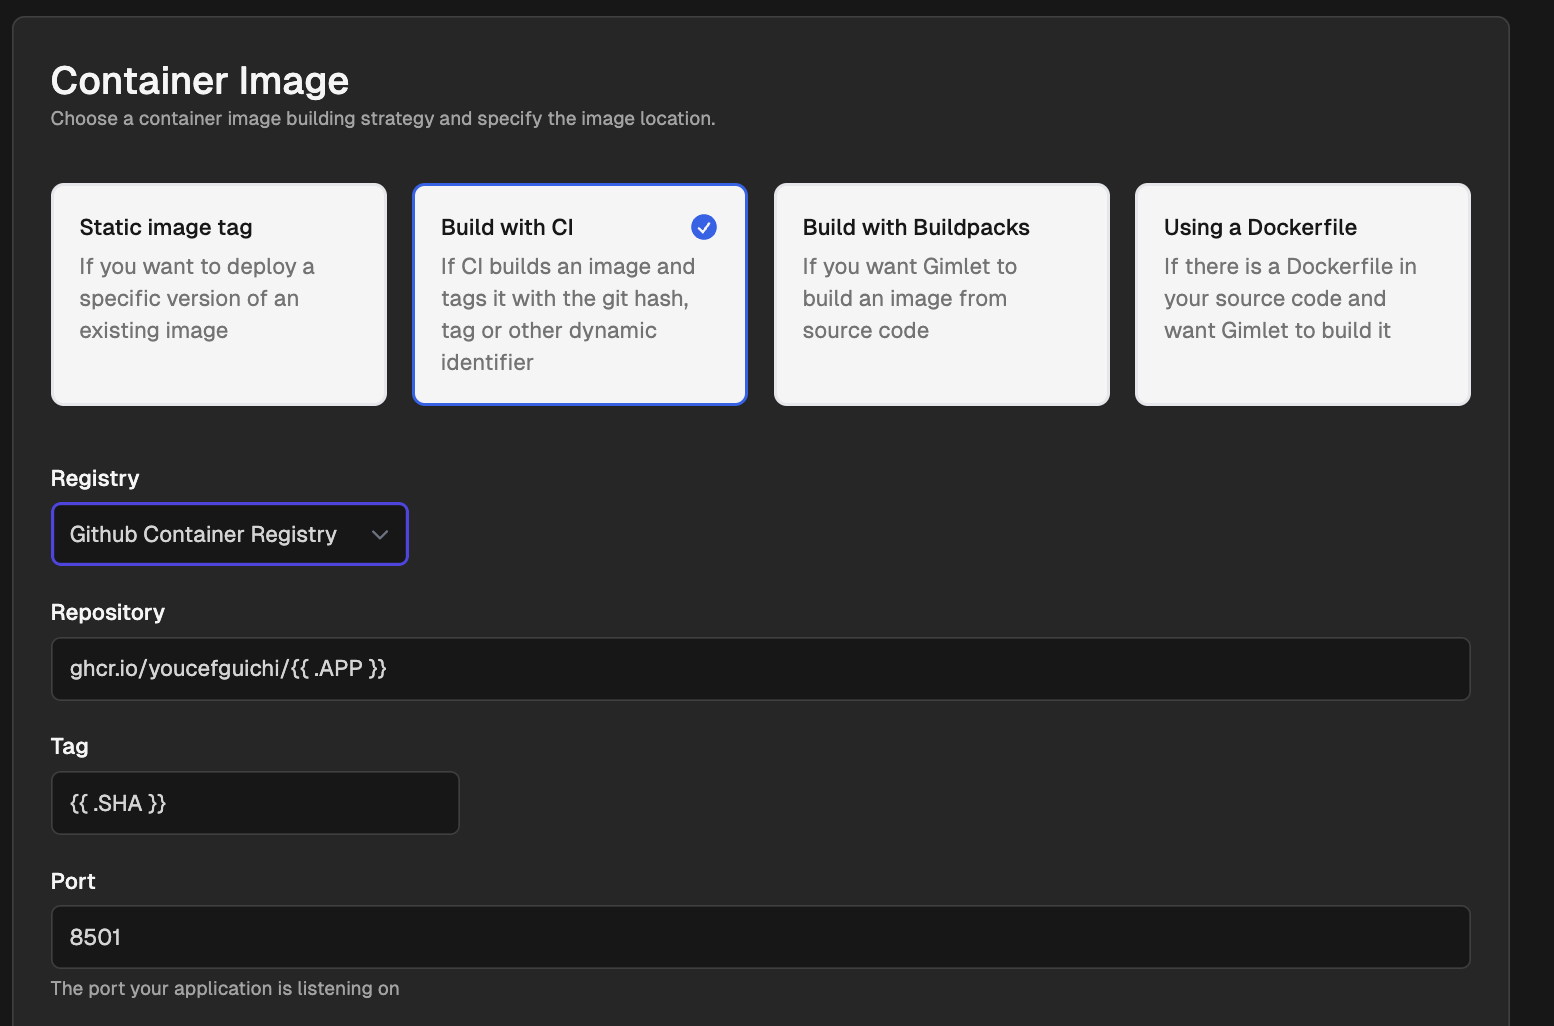 Container Image
Choose a container image building strategy and specify the image location.
Static image tag
If you want to deploy a
specific version of an
existing image
Build with CI
If CI builds an image and
tags it with the git hash,
tag or other dynamic
identifier
Build with Buildpacks
If you want Gimlet to
build an image from
source code
Using a Dockerfile
If there is a Dockerfile in
your source code and
want Gimlet to build it
Registry
Github Container Registry
Repository
ghcr.io/youcefguichi/{{ .APP }}
Tag
{{ .SHA }}
Port
8501
The port your application is listening on